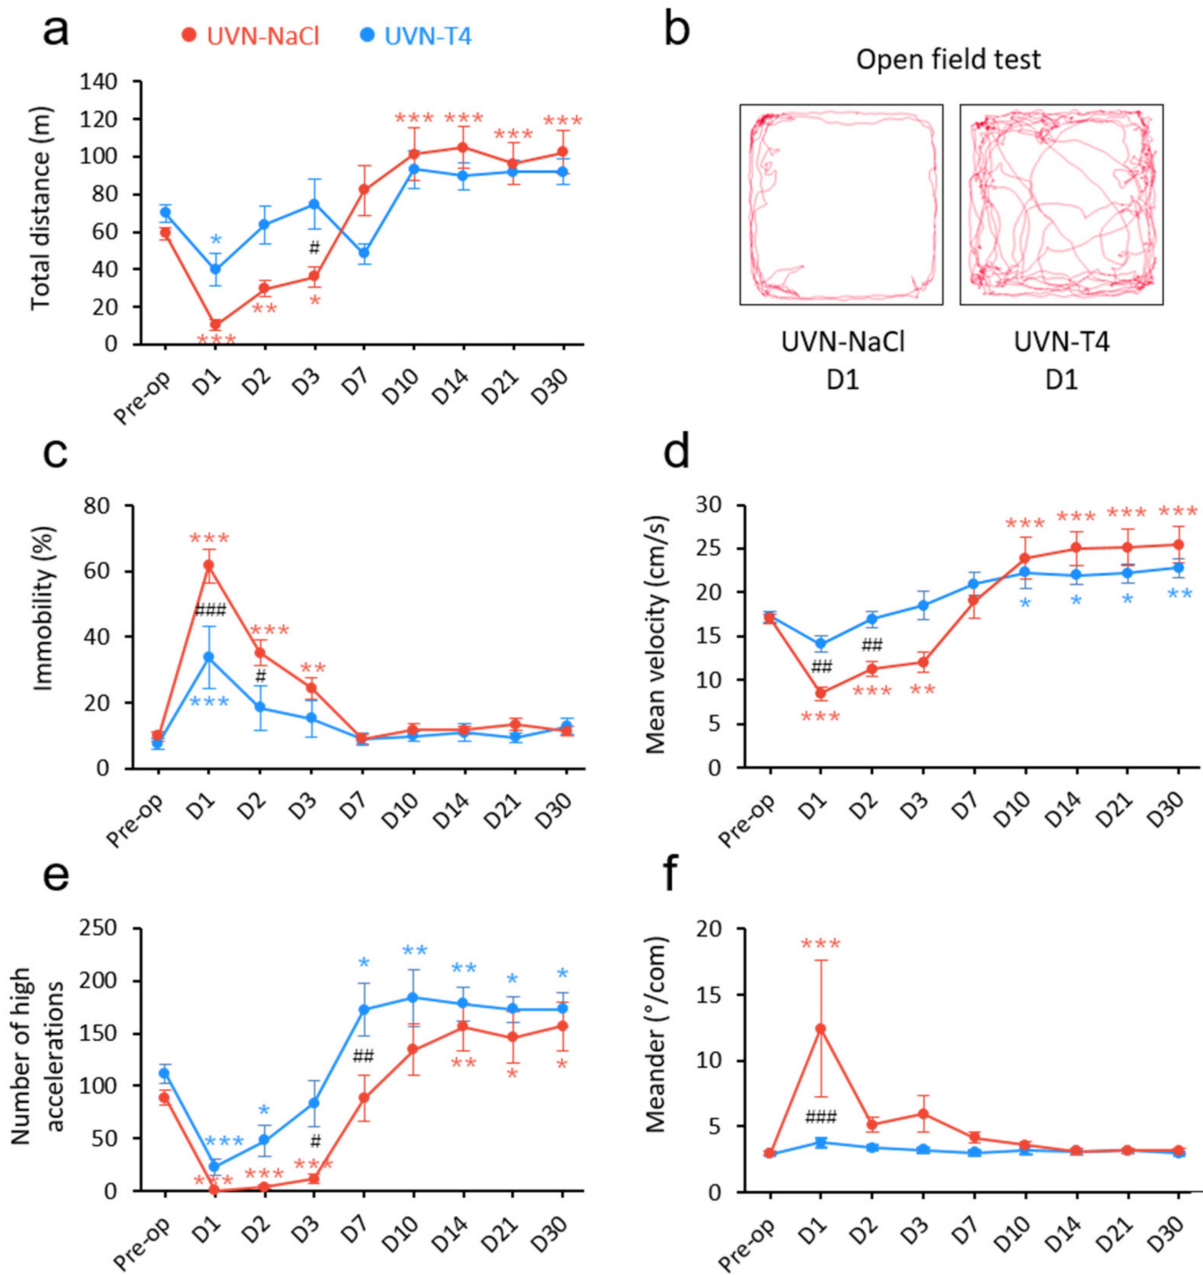 a
UVN-NaCl
UVN-T4
Total distance (m)
140
120
100
80
60
40
20
0
***
***
***
***
*
#
***
**
*
Pre-op
D1
D2
D3
D7
D10
D14
D21
D30
b
Open field test
UVN-NaCl
D1
UVN-T4
D1
c
Immobility (%)
80
60
40
20
0
***
###
***
***
#
**
Pre-op
D1
D2
D3
D7
D10
D14
D21
D30
d
Mean velocity (cm/s)
30
25
20
15
10
5
0
***
***
***
***
*
*
*
**
##
##
***
***
**
Pre-op
D1
D2
D3
D7
D10
D14
D21
D30
e
Number of high
accelerations
250
200
150
100
50
0
*
**
**
*
*
##
**
*
*
***
*
#
***
***
***
Pre-op
D1
D2
D3
D7
D10
D14
D21
D30
f
Meander (°/com)
20
15
10
5
0
***
###
Pre-op
D1
D2
D3
D7
D10
D14
D21
D30